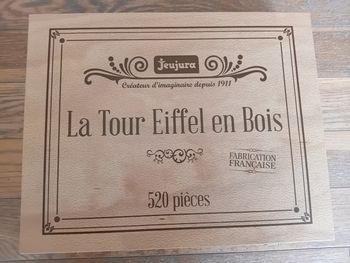 Jeujura
Créateur d'imaginaire depuis 1911
La Tour Eiffel en Bois
FABRICATION
FRANÇAISE
520 pièces